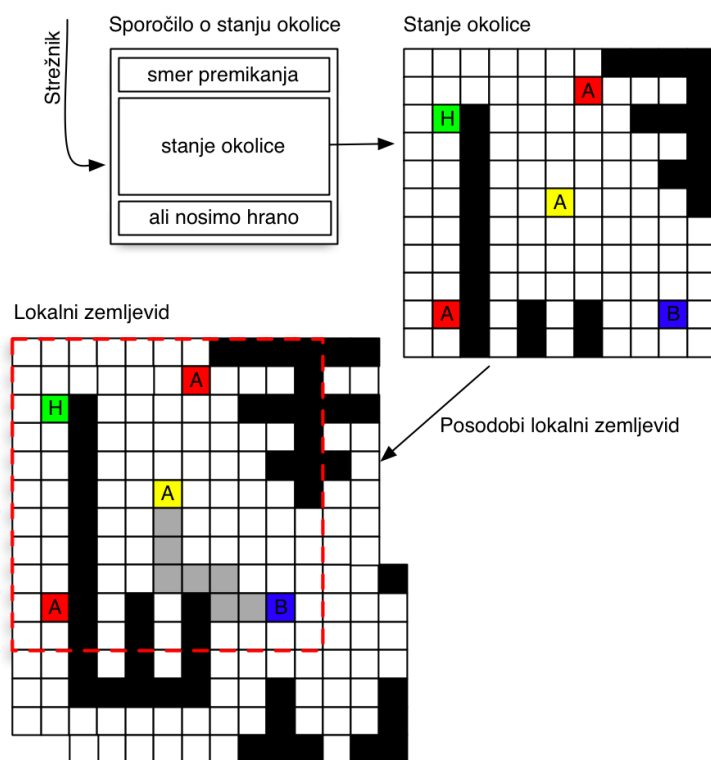 Sporočilo o stanju okolice
Strežnik
smer premikanja
stanje okolice
ali nosimo hrano
Stanje okolice
A
H
A
A
B
Posodobi lokalni zemljevid
Lokalni zemljevid
A
H
A
A
B